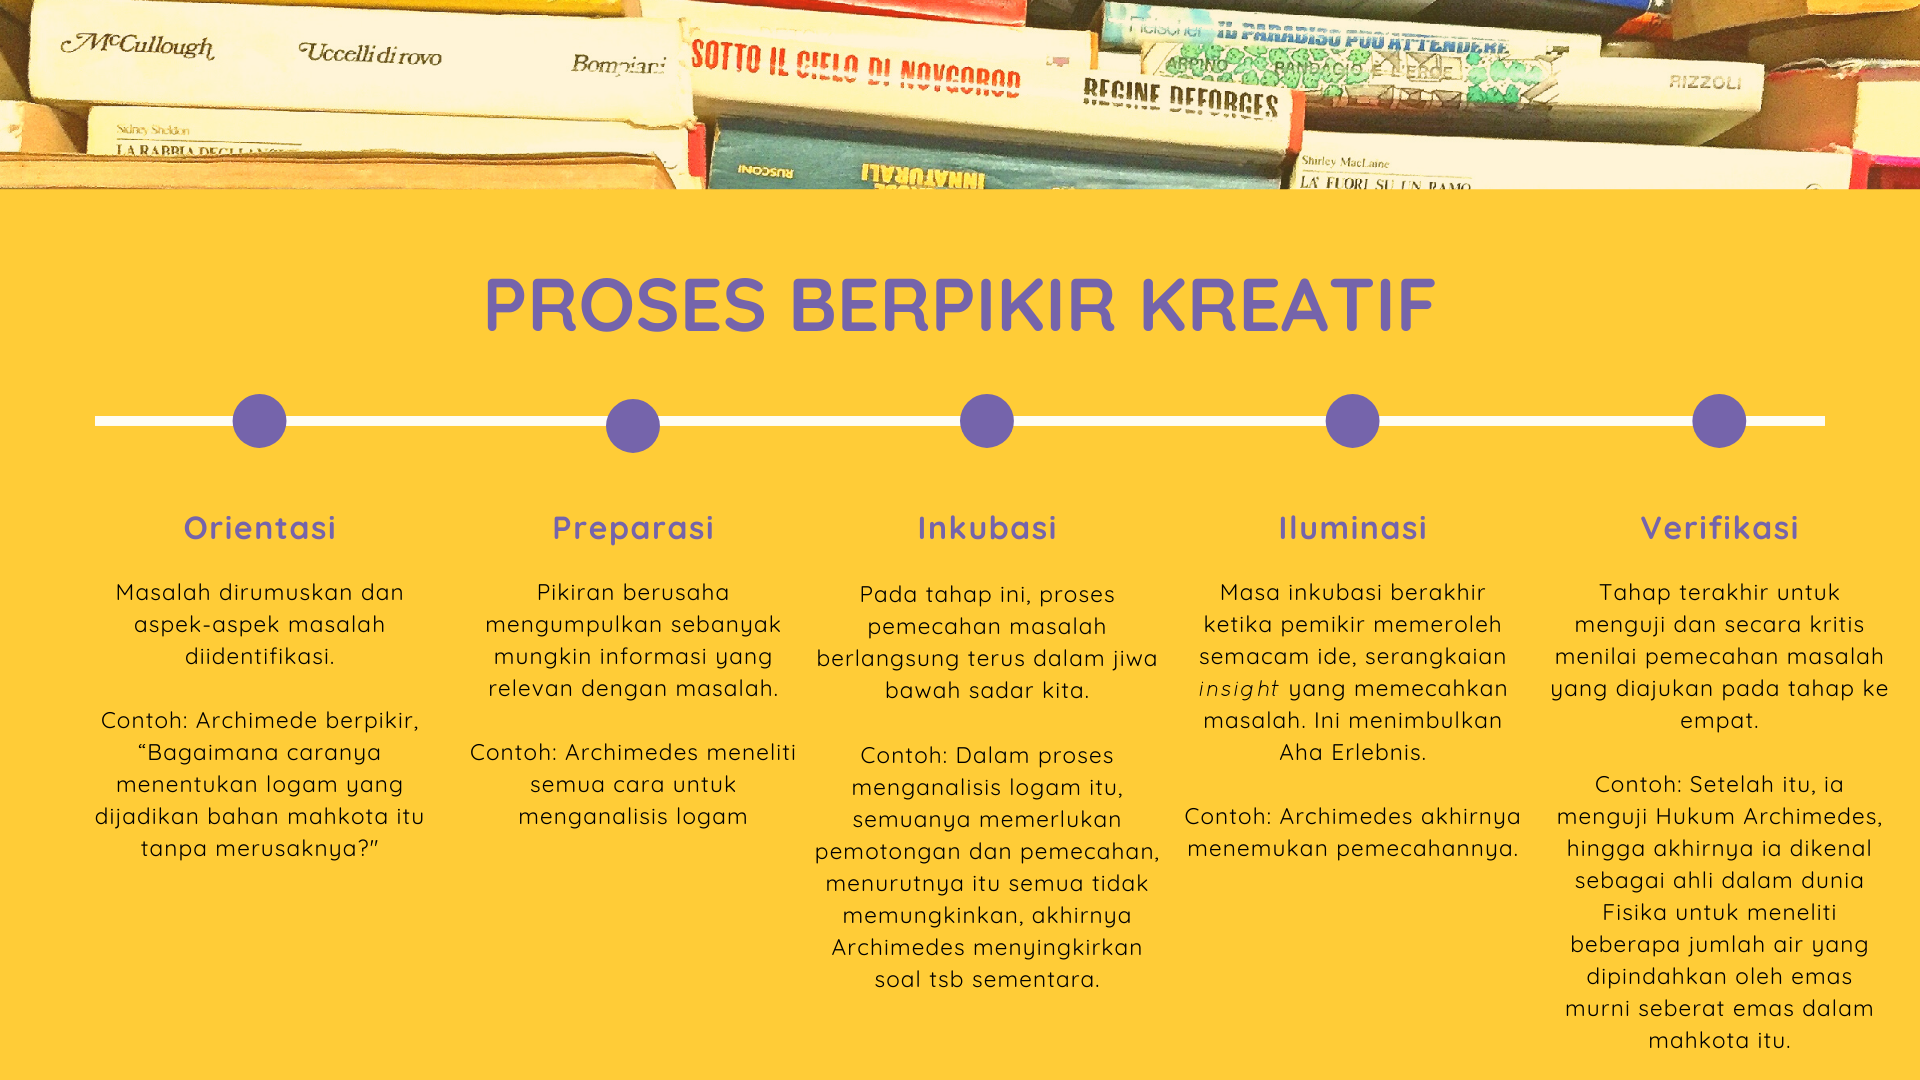 McCullough
Uccelli di rovo
Bompiani
SOTTO IL CIELO DI NOVGOROD
REGINE DEFORGES
IL PARADISO PUO ATTENDERE
ARPINO
RANDAGIO E L'EROE
RIZZOLI
Sidney Sheldon
LA RABBIA DEGLI
RUSCONI
INNATURALI
Shirley MacLaine
LA' FUORI SU UN RAMO
PROSES BERPIKIR KREATIF
Orientasi
Masalah dirumuskan dan
aspek-aspek masalah
diidentifikasi.
Contoh: Archimede berpikir,
“Bagaimana caranya
menentukan logam yang
dijadikan bahan mahkota itu
tanpa merusaknya?"
Preparasi
Pikiran berusaha
mengumpulkan sebanyak
mungkin informasi yang
relevan dengan masalah.
Contoh: Archimedes meneliti
semua cara untuk
menganalisis logam
Inkubasi
Pada tahap ini, proses
pemecahan masalah
berlangsung terus dalam jiwa
bawah sadar kita.
Contoh: Dalam proses
menganalisis logam itu,
semuanya memerlukan
pemotongan dan pemecahan,
menurutnya itu semua tidak
memungkinkan, akhirnya
Archimedes menyingkirkan
soal tsb sementara.
Iluminasi
Masa inkubasi berakhir
ketika pemikir memeroleh
semacam ide, serangkaian
insight yang memecahkan
masalah. Ini menimbulkan
Aha Erlebnis.
Contoh: Archimedes akhirnya
menemukan pemecahannya.
Verifikasi
Tahap terakhir untuk
menguji dan secara kritis
menilai pemecahan masalah
yang diajukan pada tahap ke
empat.
Contoh: Setelah itu, ia
menguji Hukum Archimedes,
hingga akhirnya ia dikenal
sebagai ahli dalam dunia
Fisika untuk meneliti
beberapa jumlah air yang
dipindahkan oleh emas
murni seberat emas dalam
mahkota itu.